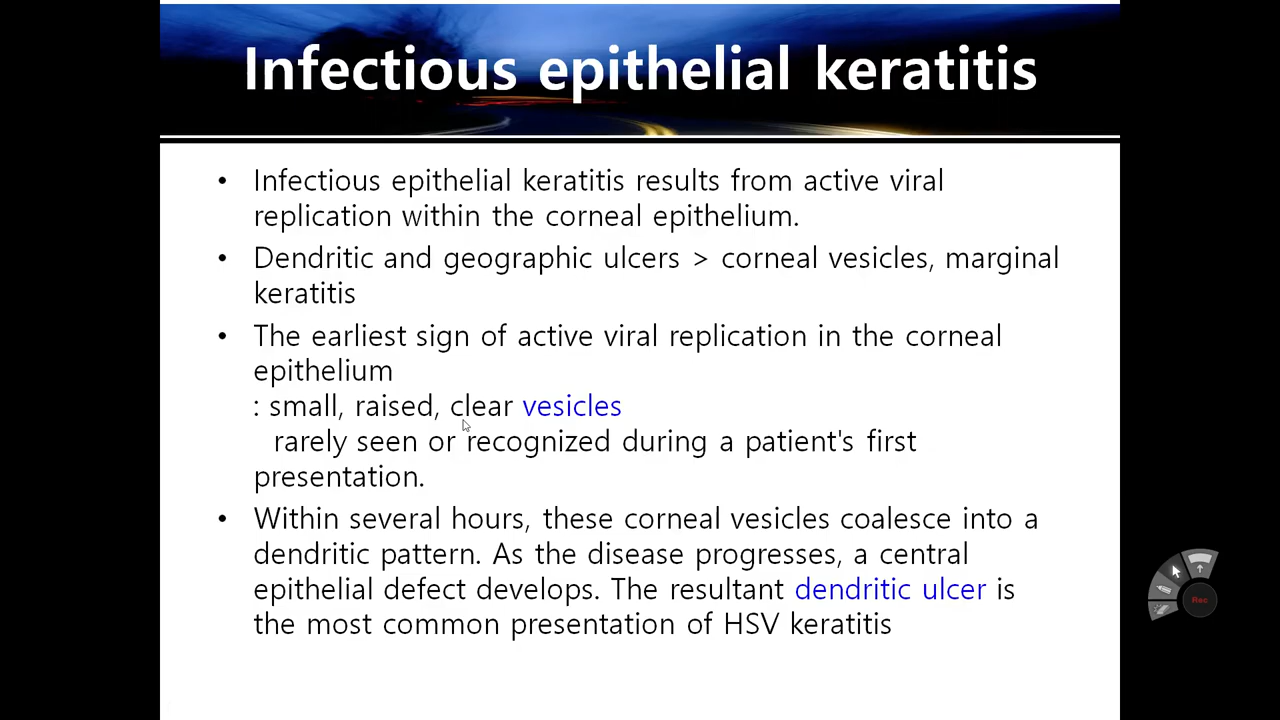 Infectious epithelial keratitis
• Infectious epithelial keratitis results from active viral
replication within the corneal epithelium.
• Dendritic and geographic ulcers > corneal vesicles, marginal
keratitis
• The earliest sign of active viral replication in the corneal
epithelium
: small, raised, clear vesicles
rarely seen or recognized during a patient's first
presentation.
• Within several hours, these corneal vesicles coalesce into a
dendritic pattern. As the disease progresses, a central
epithelial defect develops. The resultant dendritic ulcer is
the most common presentation of HSV keratitis
Rec